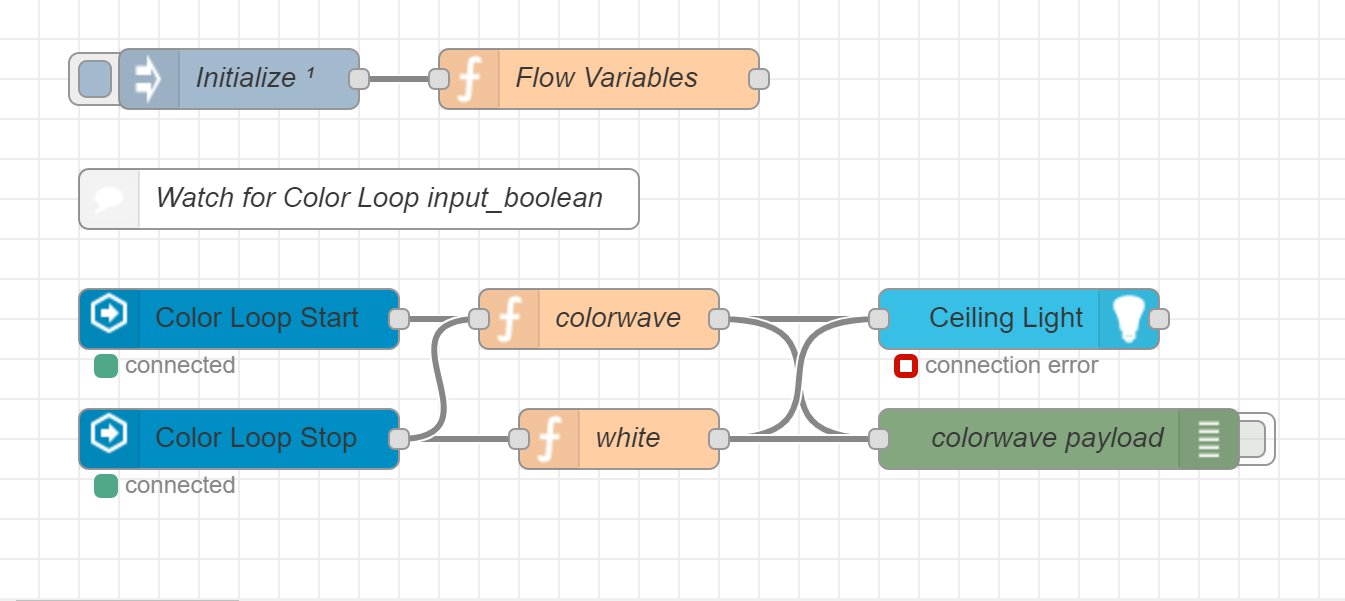 Initialize ¹
Flow Variables
Watch for Color Loop input_boolean
Color Loop Start
colorwave
Ceiling Light
connected
connection error
Color Loop Stop
white
colorwave payload
connected